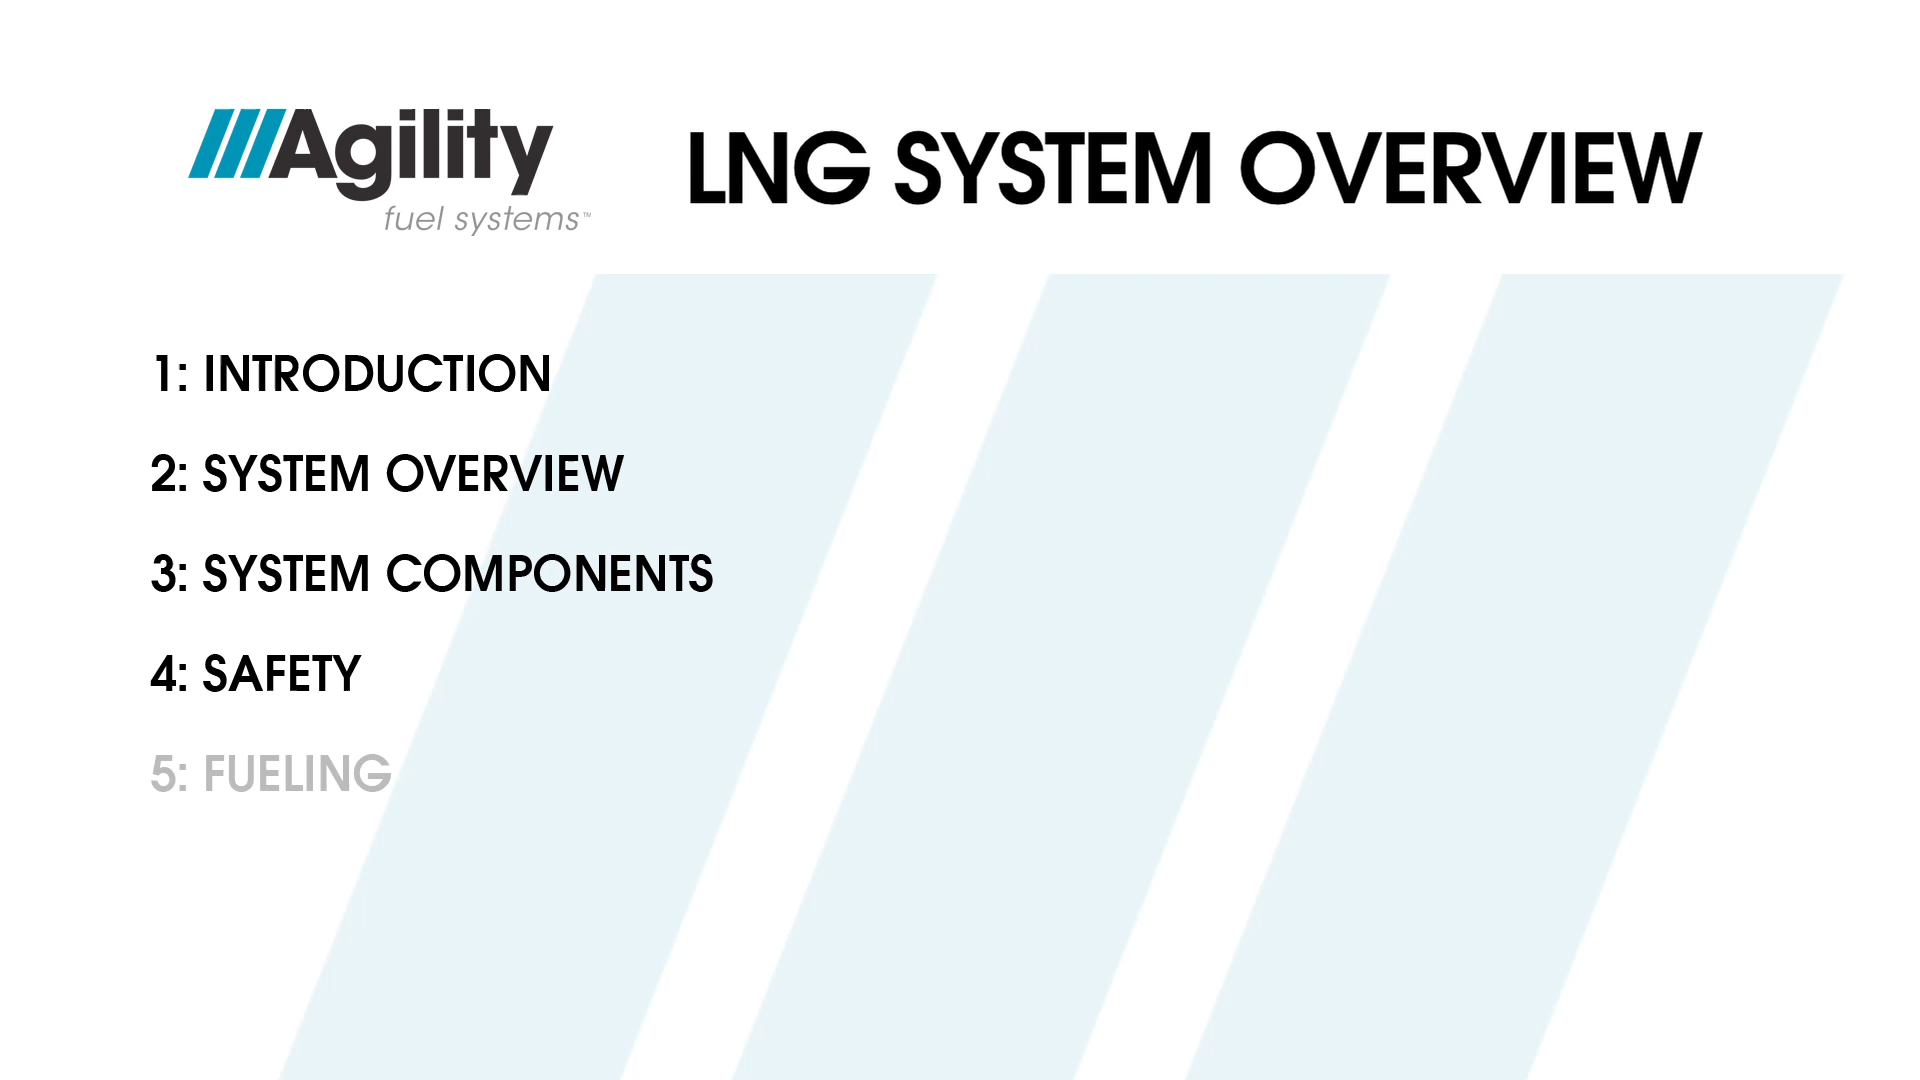 Agility
fuel systems™
LNG SYSTEM OVERVIEW
1: INTRODUCTION
2: SYSTEM OVERVIEW
3: SYSTEM COMPONENTS
4: SAFETY
5: FUELING